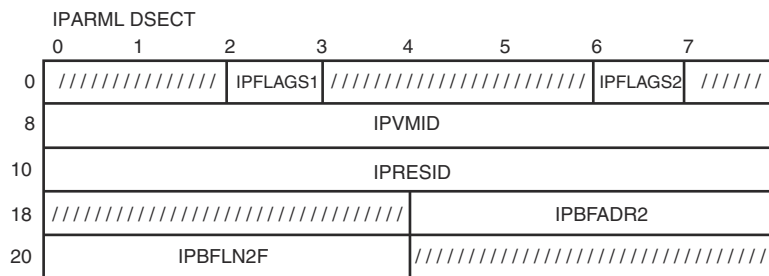 IPARML DSECT
0 1 2 3 4 5 6 7
0 /////////////// IPFLAGS1 //////////////////////// IPFLAGS2 //////
8 IPVMID
10 IPRESID
18 ////////////////////////////////// IPBFADR2
20 IPBFLN2F //////////////////////////////////